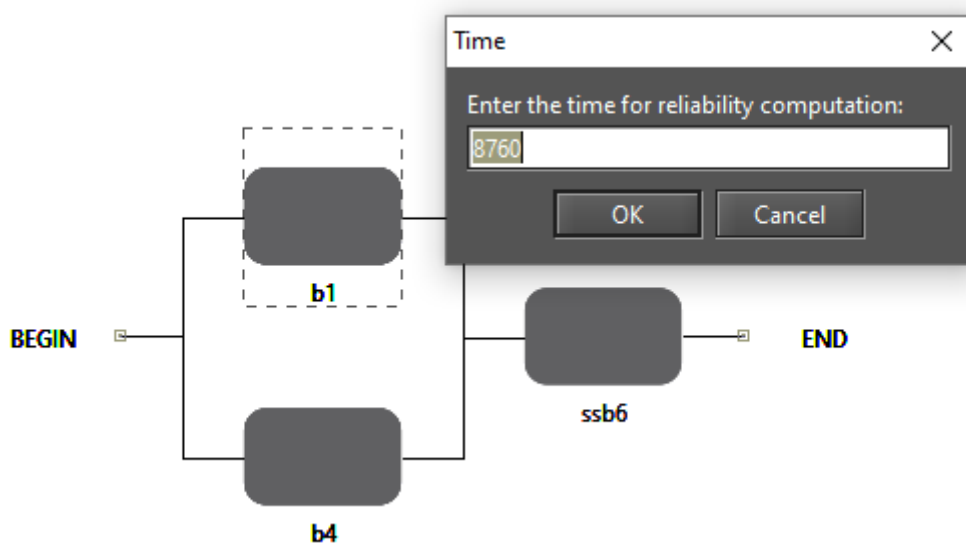 Time
Enter the time for reliability computation:
8760
OK
Cancel
b1
BEGIN
END
ssb6
b4